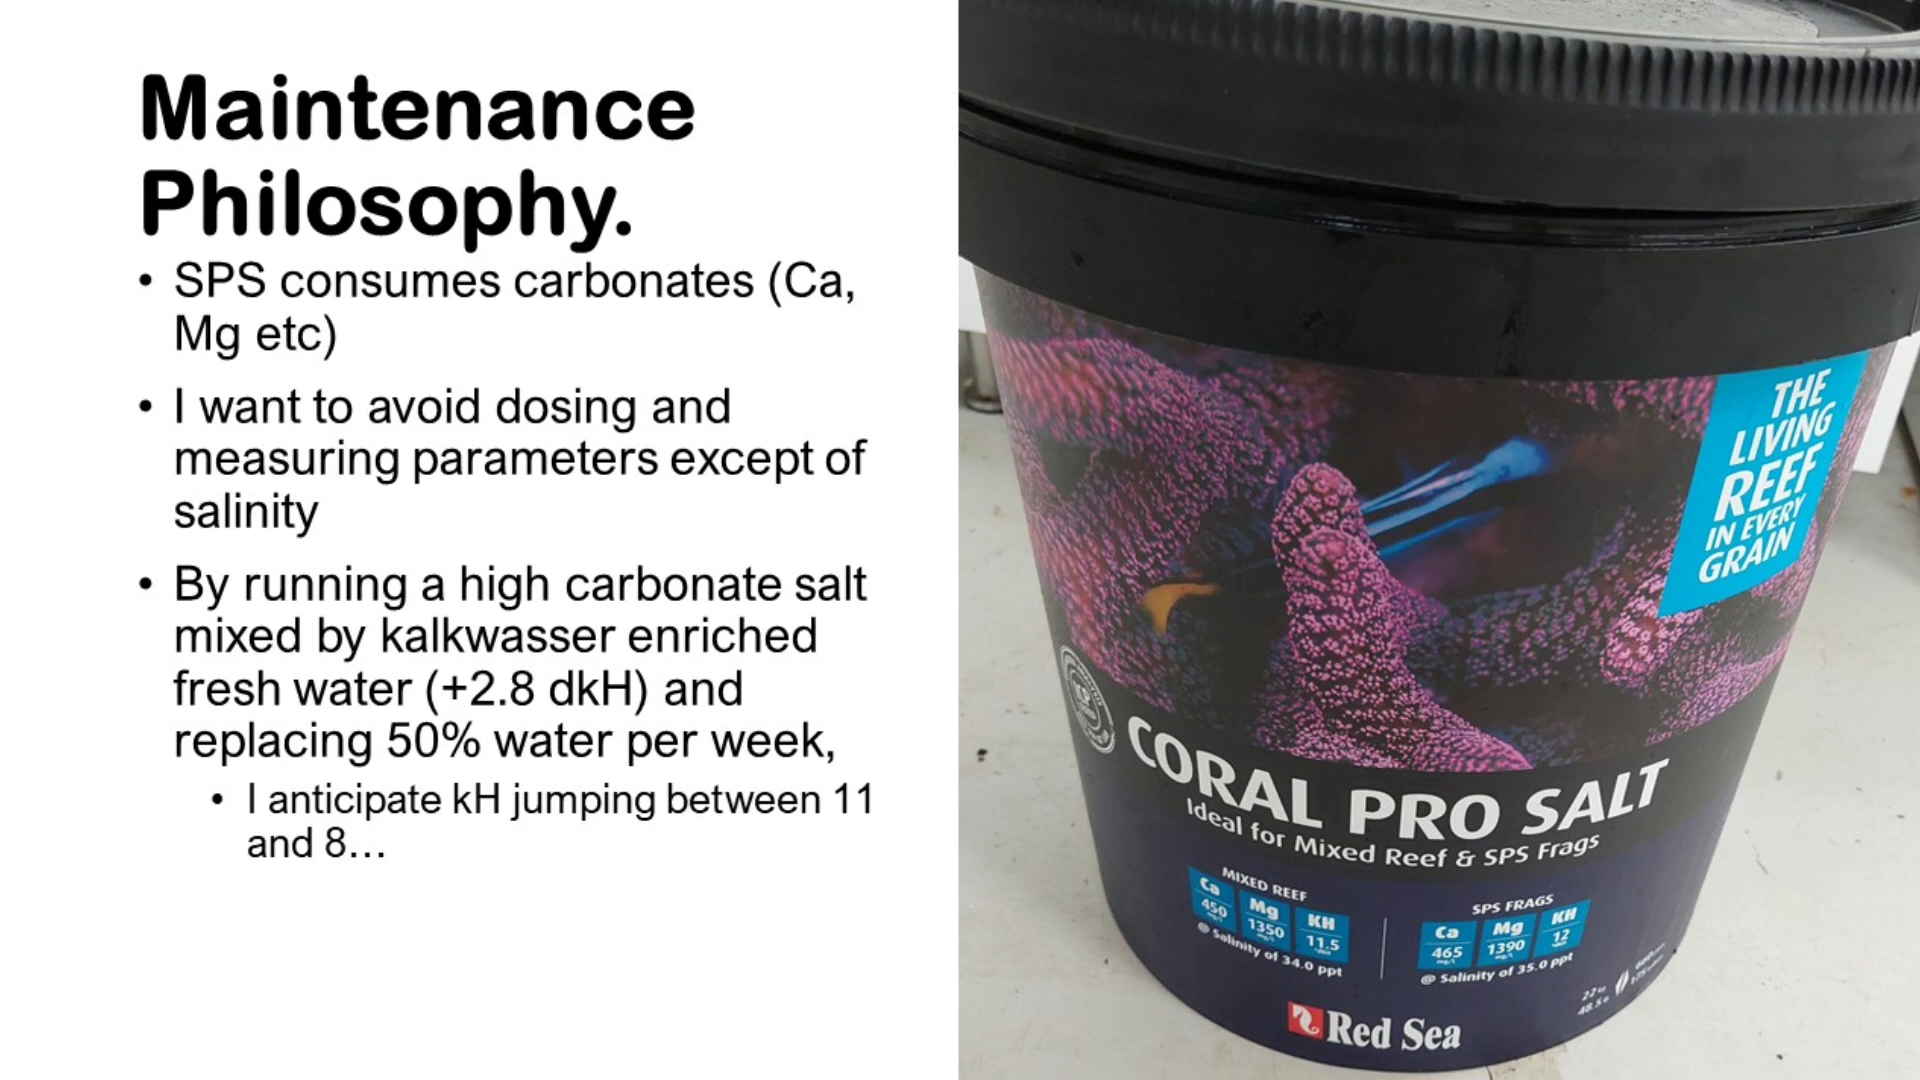 Maintenance
Philosophy.
• SPS consumes carbonates (Ca,
Mg etc)
• I want to avoid dosing and
measuring parameters except of
salinity
• By running a high carbonate salt
mixed by kalkwasser enriched
fresh water (+2.8 dkH) and
replacing 50% water per week,
• I anticipate kH jumping between 11
and 8…
THE
LIVING
REEF
IN EVERY
GRAIN
CORAL PRO SALT
Ideal for Mixed Reef & SPS Frags
MIXED REEF
Ca Mg KH
450 1350 11.5
@ Salinity of 34.0 ppt
SPS FRAGS
Ca Mg KH
465 1390 12
@ Salinity of 35.0 ppt
Red Sea